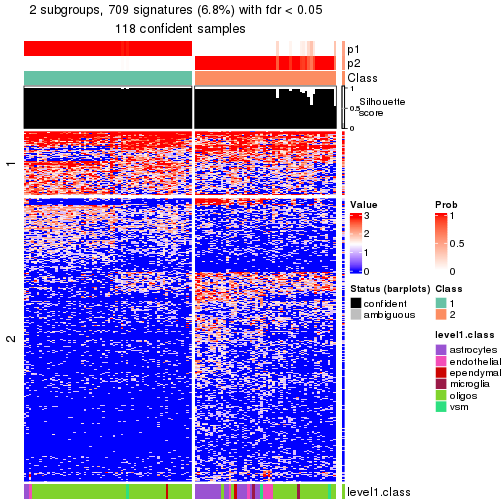 2 subgroups, 709 signatures (6.8%) with fdr < 0.05
118 confident samples
p1
p2
Class
1
0.5
0
Silhouette
score
1
2
Value
3
2
1
0
Prob
1
0.5
0
Status (barplots)
confident
ambiguous
Class
1
2
level1.class
astrocytes
endothelial
ependymal
microglia
oligos
vsm
level1.class